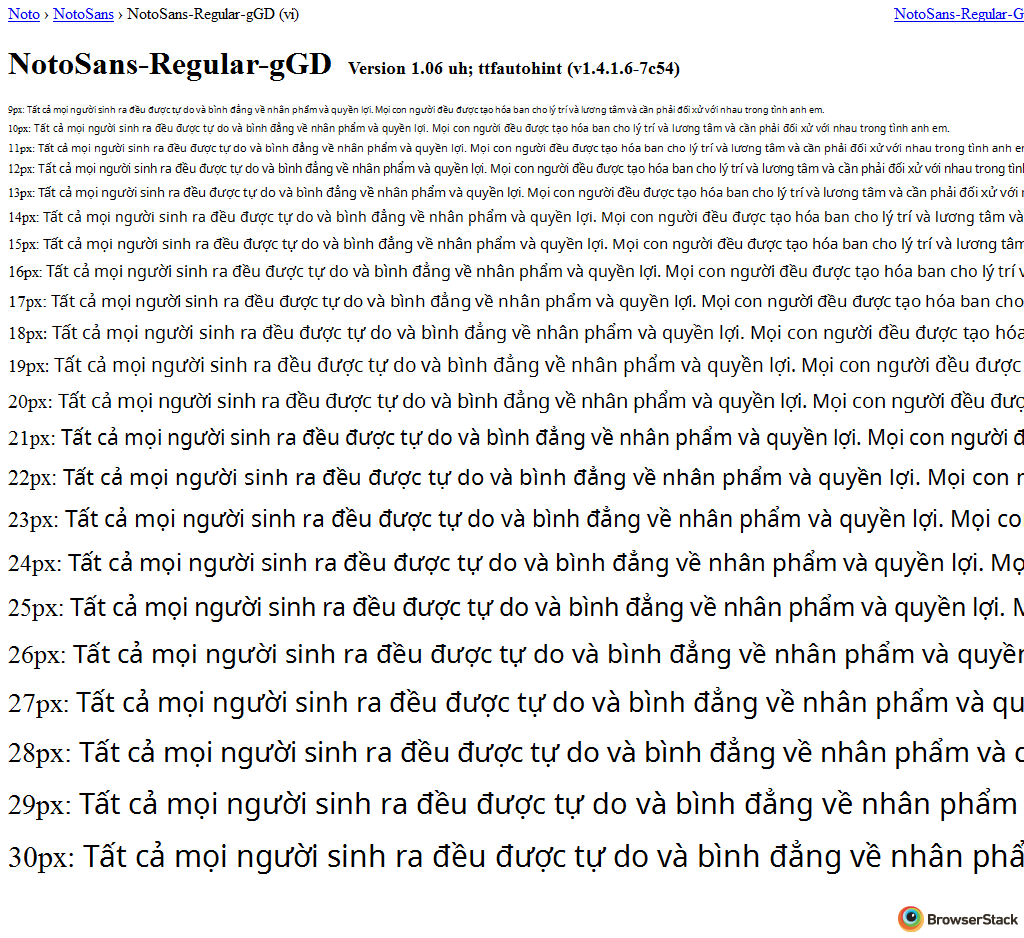 Noto › NotoSans › NotoSans-Regular-gGD (vi) NotoSans-Regular-G
NotoSans-Regular-gGD Version 1.06 uh; ttfautohint (v1.4.1.6-7c54)
9px: Tất cả mọi người sinh ra đều được tự do và bình đẳng về nhân phẩm và quyền lợi. Mọi con người đều được tạo hóa ban cho lý trí và lương tâm và cần phải đối xử với nhau trong tình anh em.
10px: Tất cả mọi người sinh ra đều được tự do và bình đẳng về nhân phẩm và quyền lợi. Mọi con người đều được tạo hóa ban cho lý trí và lương tâm và cần phải đối xử với nhau trong tình anh em.
11px: Tất cả mọi người sinh ra đều được tự do và bình đẳng về nhân phẩm và quyền lợi. Mọi con người đều được tạo hóa ban cho lý trí và lương tâm và cần phải đối xử với nhau trong tình anh
12px: Tất cả mọi người sinh ra đều được tự do và bình đẳng về nhân phẩm và quyền lợi. Mọi con người đều được tạo hóa ban cho lý trí và lương tâm và cần phải đối xử với nhau trong
13px: Tất cả mọi người sinh ra đều được tự do và bình đẳng về nhân phẩm và quyền lợi. Mọi con người đều được tạo hóa ban cho lý trí và lương tâm và cần phải đối xử với
14px: Tất cả mọi người sinh ra đều được tự do và bình đẳng về nhân phẩm và quyền lợi. Mọi con người đều được tạo hóa ban cho lý trí và lương tâm và
15px: Tất cả mọi người sinh ra đều được tự do và bình đẳng về nhân phẩm và quyền lợi. Mọi con người đều được tạo hóa ban cho lý trí và lương
16px: Tất cả mọi người sinh ra đều được tự do và bình đẳng về nhân phẩm và quyền lợi. Mọi con người đều được tạo hóa ban cho lý trí
17px: Tất cả mọi người sinh ra đều được tự do và bình đẳng về nhân phẩm và quyền lợi. Mọi con người đều được tạo hóa ban cho
18px: Tất cả mọi người sinh ra đều được tự do và bình đẳng về nhân phẩm và quyền lợi. Mọi con người đều được tạo hóa
19px: Tất cả mọi người sinh ra đều được tự do và bình đẳng về nhân phẩm và quyền lợi. Mọi con người đều được
20px: Tất cả mọi người sinh ra đều được tự do và bình đẳng về nhân phẩm và quyền lợi. Mọi con người đều
21px: Tất cả mọi người sinh ra đều được tự do và bình đẳng về nhân phẩm và quyền lợi. Mọi con người
22px: Tất cả mọi người sinh ra đều được tự do và bình đẳng về nhân phẩm và quyền lợi. Mọi con
23px: Tất cả mọi người sinh ra đều được tự do và bình đẳng về nhân phẩm và quyền lợi. Mọi co
24px: Tất cả mọi người sinh ra đều được tự do và bình đẳng về nhân phẩm và quyền lợi. Mọ
25px: Tất cả mọi người sinh ra đều được tự do và bình đẳng về nhân phẩm và quyền lợi.
26px: Tất cả mọi người sinh ra đều được tự do và bình đẳng về nhân phẩm và quyền
27px: Tất cả mọi người sinh ra đều được tự do và bình đẳng về nhân phẩm và qu
28px: Tất cả mọi người sinh ra đều được tự do và bình đẳng về nhân phẩm và
29px: Tất cả mọi người sinh ra đều được tự do và bình đẳng về nhân phẩm
30px: Tất cả mọi người sinh ra đều được tự do và bình đẳng về nhân phẩ
BrowserStack